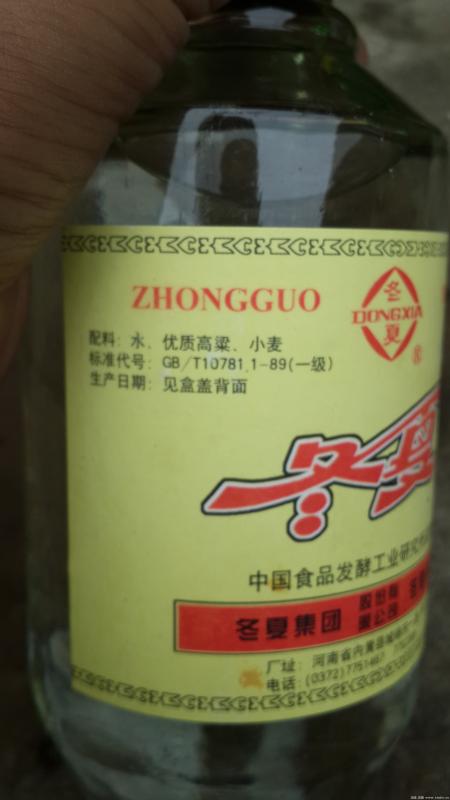 ZHONGGUO
冬
DONGXIA
夏
®
配料：水、优质高粱、小麦
标准代号：GB/T10781.1-89(一级)
生产日期：见盒盖背面
冬夏
中国食品发酵工业研究
冬夏集团
厂址：河南省内黄县
电话：(0372)7751